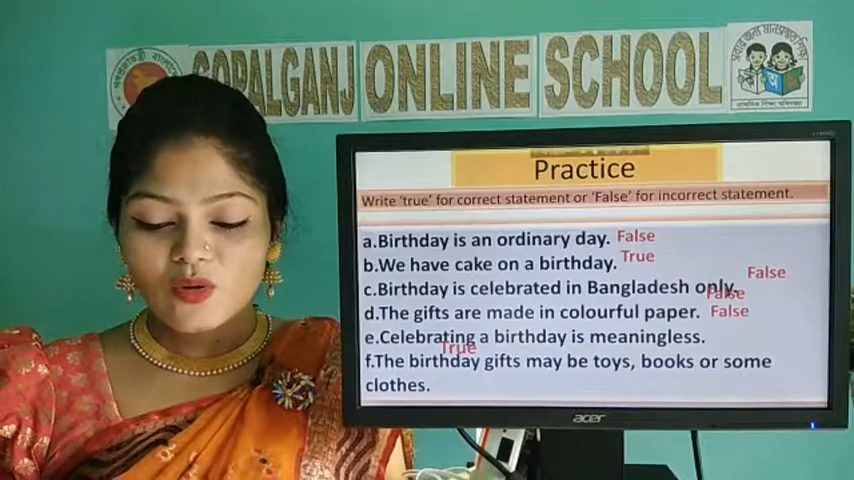 GOPALGANJ ONLINE SCHOOL
Practice
Write 'true' for correct statement or 'False' for incorrect statement.
a.Birthday is an ordinary day. False
b.We have cake on a birthday. True
False
c.Birthday is celebrated in Bangladesh only.
False
d.The gifts are made in colourful paper. False
e.Celebrating a birthday is meaningless.
True
f.The birthday gifts may be toys, books or some
clothes.
acer